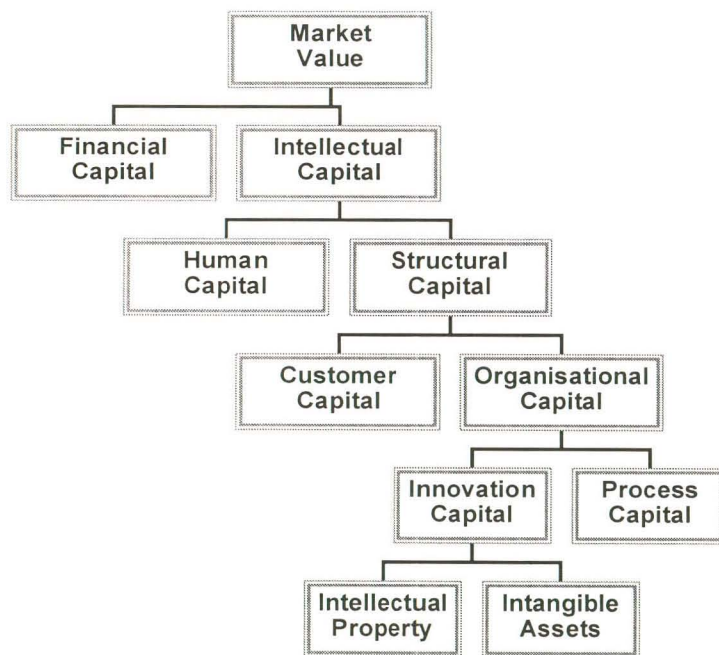 Market
Value
Financial
Capital
Intellectual
Capital
Human
Capital
Structural
Capital
Customer
Capital
Organisational
Capital
Innovation
Capital
Process
Capital
Intellectual
Property
Intangible
Assets